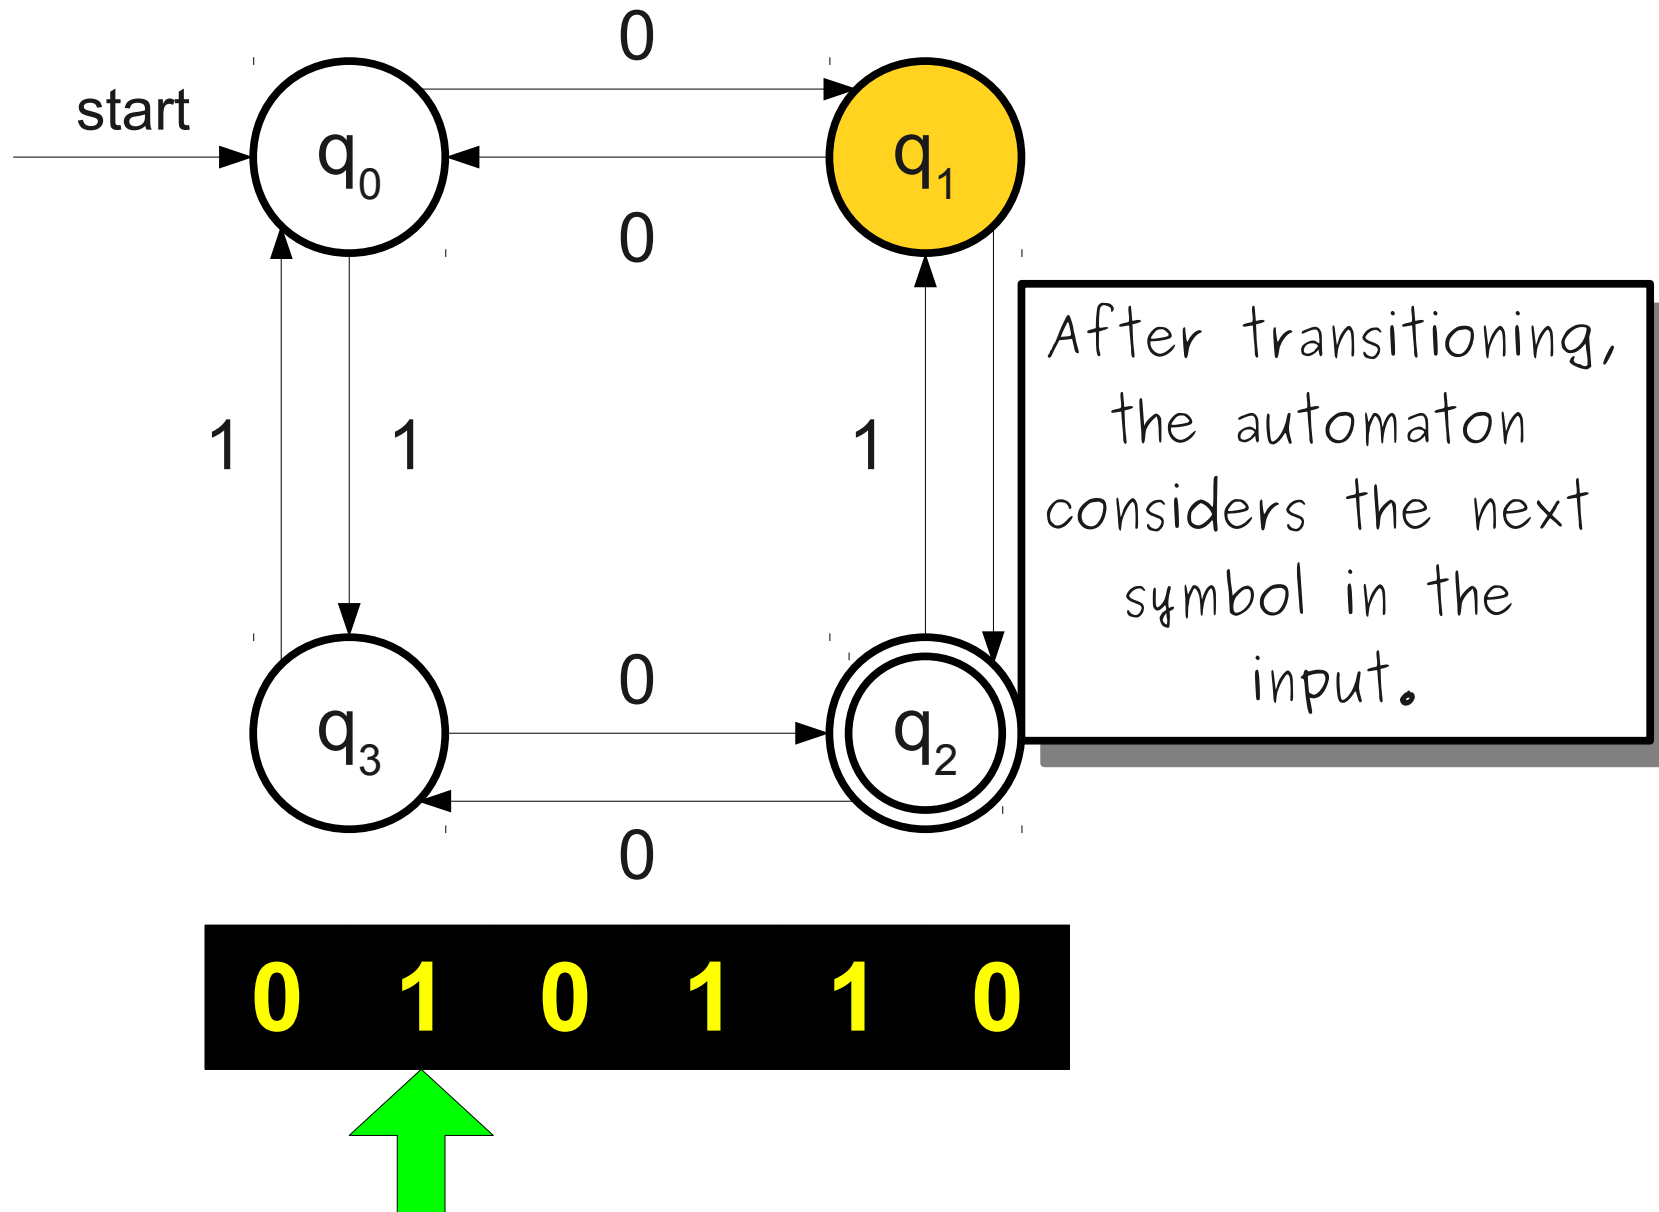 0
start
q0
q1
0
1
1
1
After transitioning,
the automaton
considers the next
symbol in the
input.
0
q3
q2
0
0 1 0 1 1 0